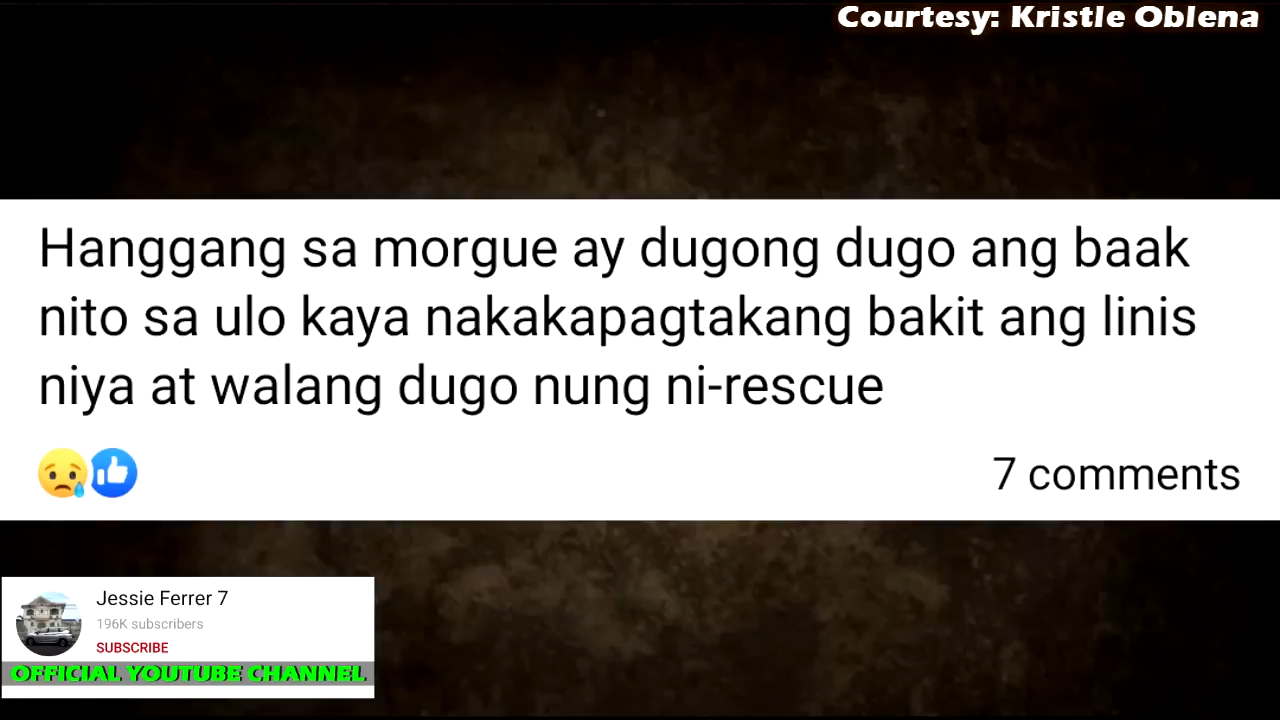 Courtesy: Kristle Oblena
Hanggang sa morgue ay dugong dugo ang baak
nito sa ulo kaya nakakapagtakang bakit ang linis
niya at walang dugo nung ni-rescue
7 comments
Jessie Ferrer 7
196K subscribers
SUBSCRIBE
OFFICIAL YOUTUBE CHANNEL